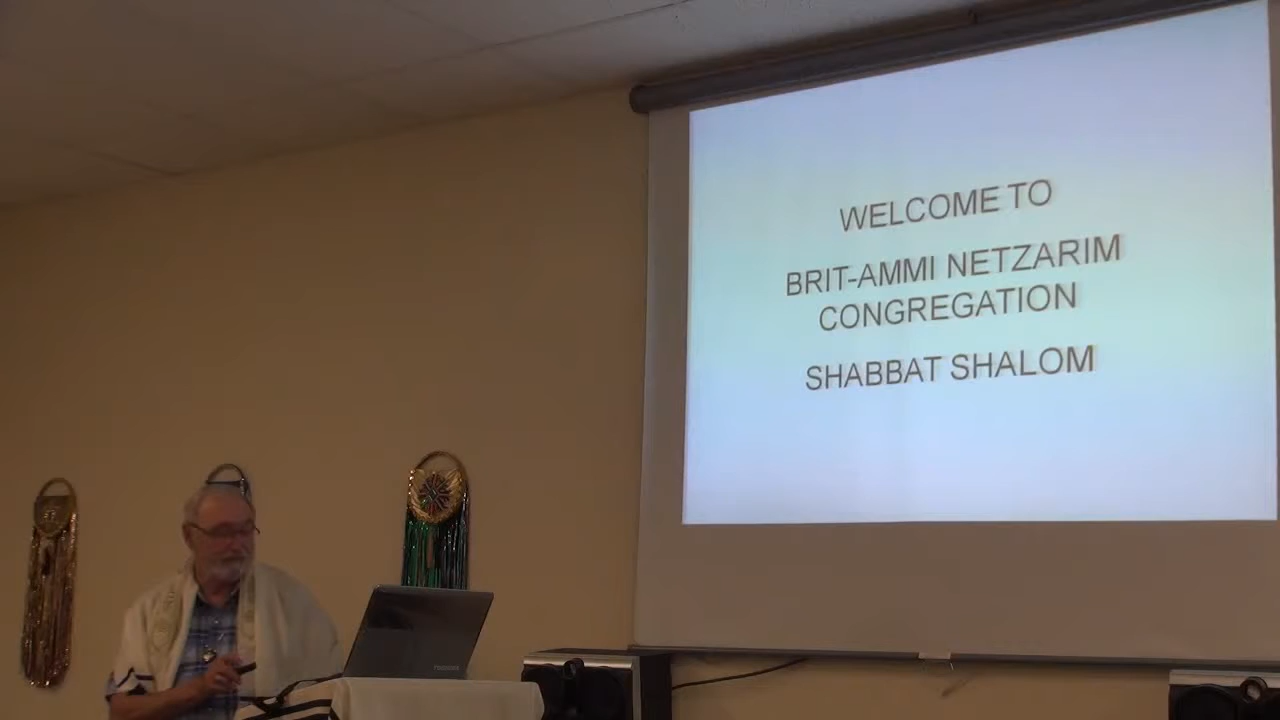 WELCOME TO
BRIT-AMMI NETZARIM
CONGREGATION
SHABBAT SHALOM